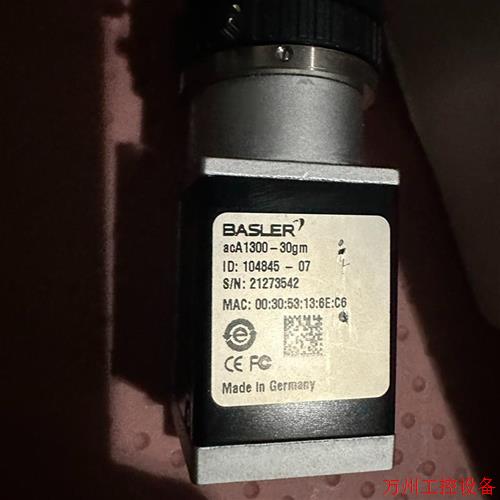 BASLER
acA1300-30gm
ID: 104845 - 07
S/N: 21273542
MAC: 00:30:53:13:6E:C6
e
CE FC
Made in Germany
万州工控设备